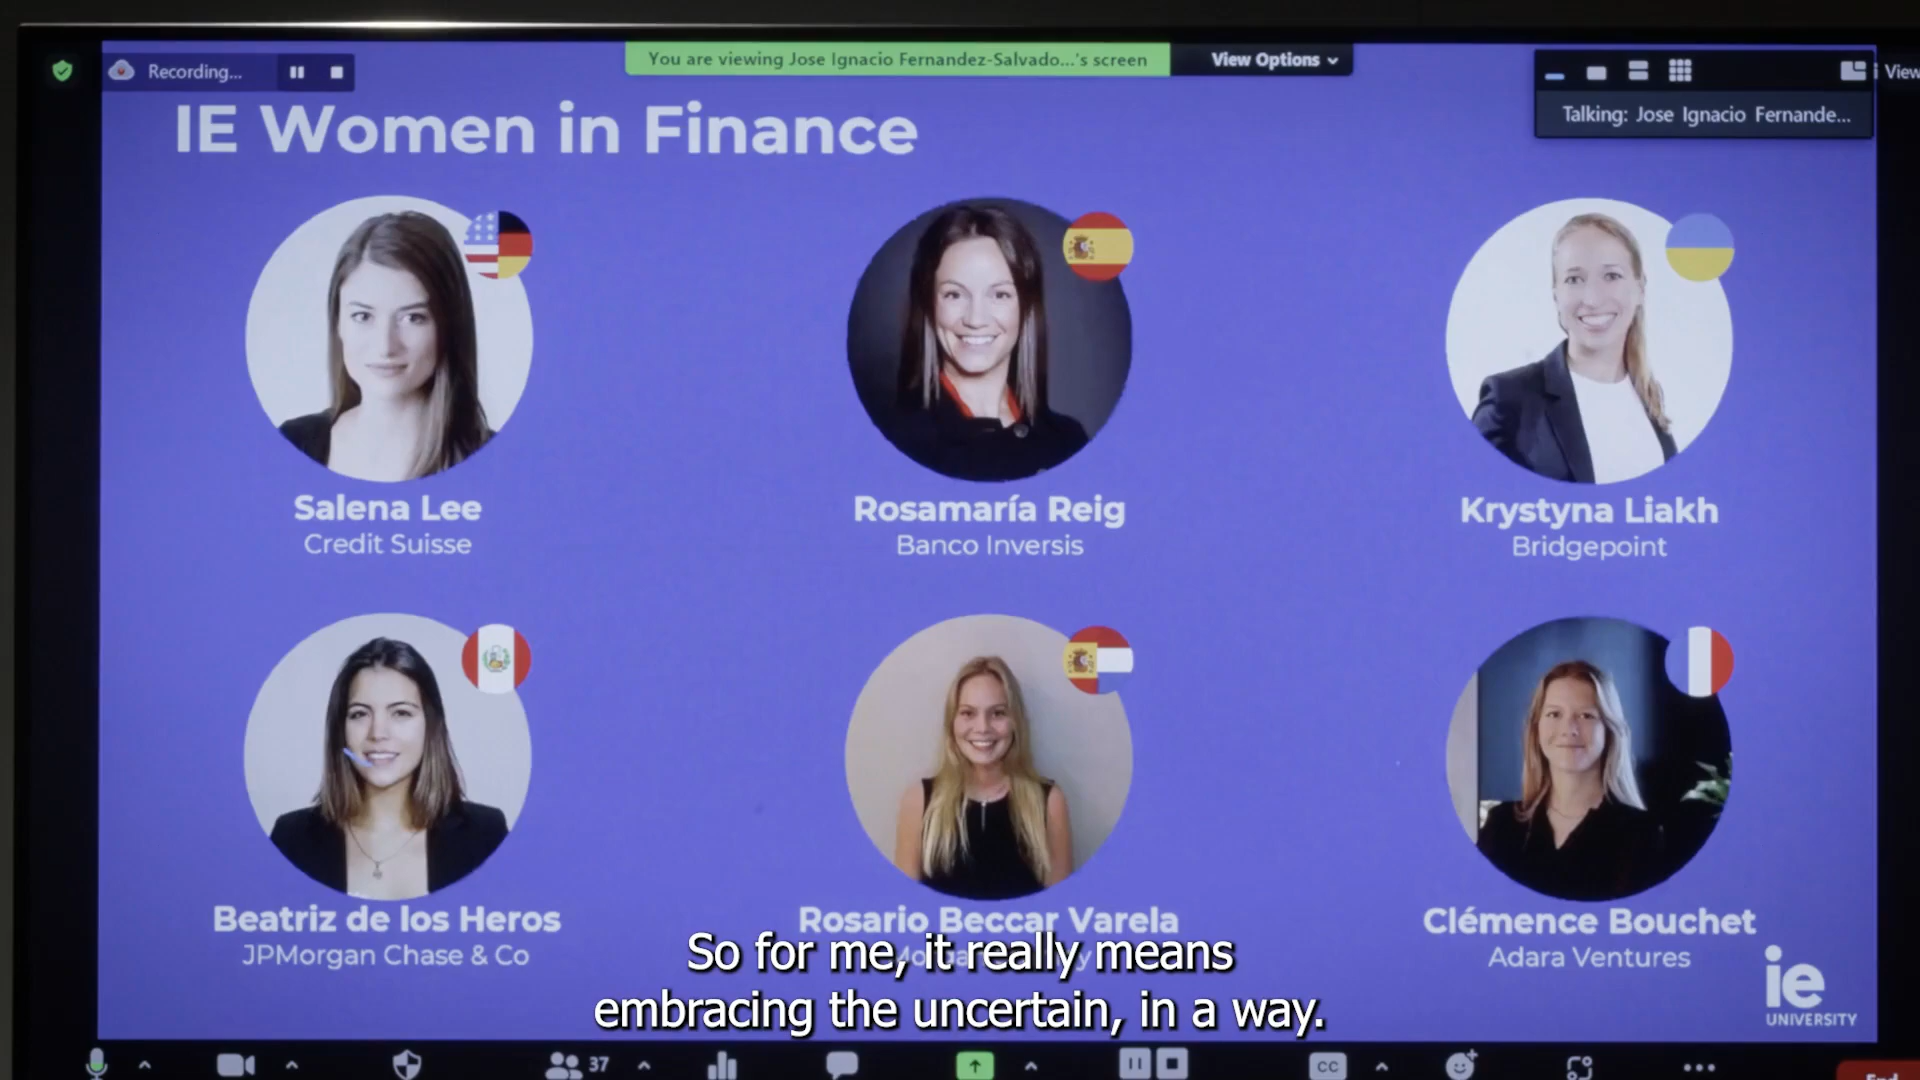 Recording...
You are viewing Jose Ignacio Fernandez-Salvado...'s screen
View Options
View
Talking: Jose Ignacio Fernande...
IE Women in Finance
Salena Lee
Credit Suisse
Rosamaría Reig
Banco Inversis
Krystyna Liakh
Bridgepoint
Beatriz de los Heros
JPMorgan Chase & Co
Rosario Beccar Varela
Clémence Bouchet
Adara Ventures
So for me, it really means
embracing the uncertain, in a way.
ie
UNIVERSITY
37
CC
End